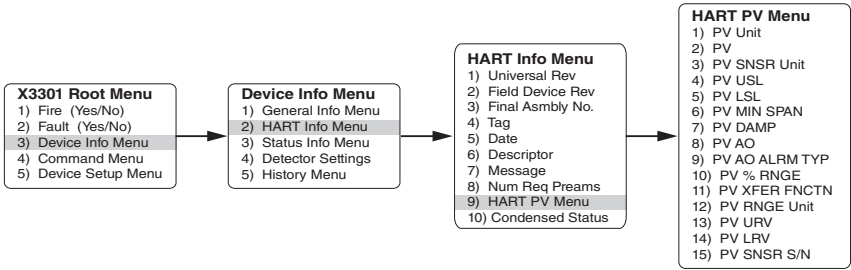 X3301 Root Menu
1) Fire (Yes/No)
2) Fault (Yes/No)
3) Device Info Menu
4) Command Menu
5) Device Setup Menu
Device Info Menu
1) General Info Menu
2) HART Info Menu
3) Status Info Menu
4) Detector Settings
5) History Menu
HART Info Menu
1) Universal Rev
2) Field Device Rev
3) Final Asmbly No.
4) Tag
5) Date
6) Descriptor
7) Message
8) Num Req Preams
9) HART PV Menu
10) Condensed Status
HART PV Menu
1) PV Unit
2) PV
3) PV SNSR Unit
4) PV USL
5) PV LSL
6) PV MIN SPAN
7) PV DAMP
8) PV AO
9) PV AO ALRM TYP
10) PV % RNGE
11) PV XFER FNCTN
12) PV RNGE Unit
13) PV URV
14) PV LRV
15) PV SNSR S/N